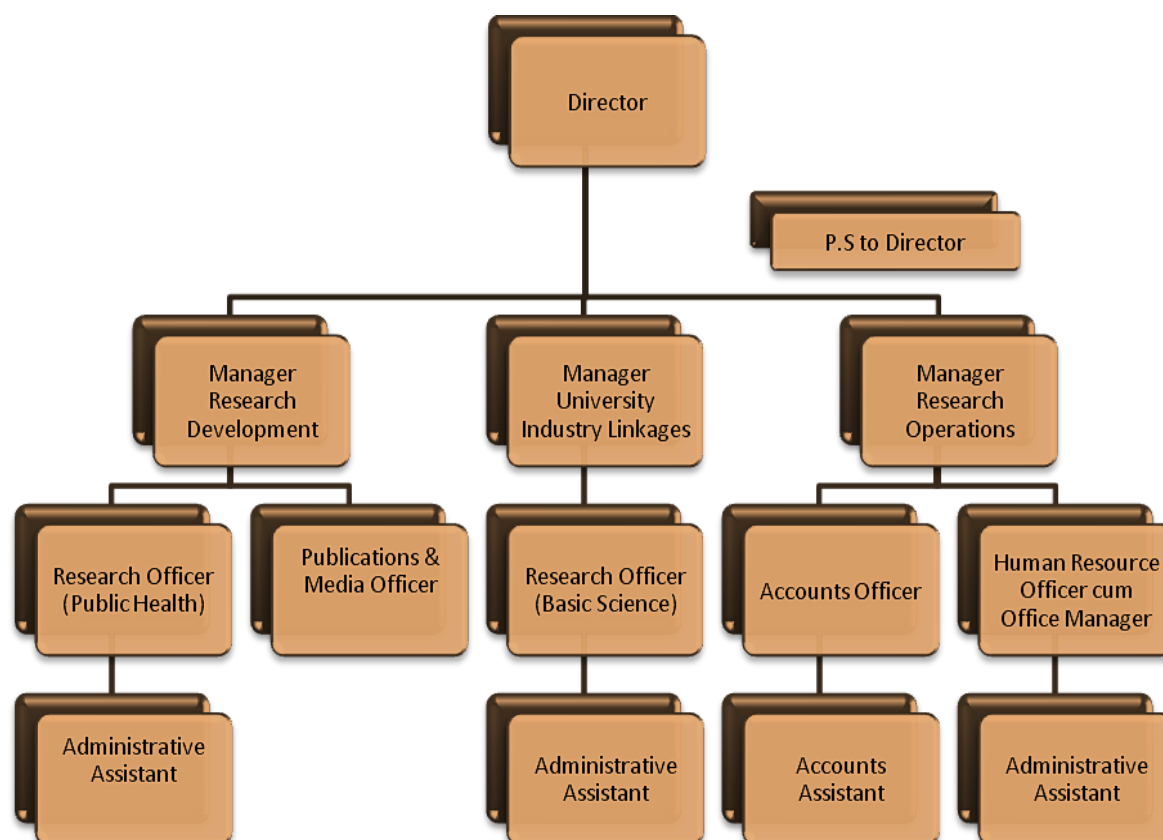 Director
P.S to Director
Manager
Research
Development
Manager
University
Industry Linkages
Manager
Research
Operations
Research Officer
(Public Health)
Publications &
Media Officer
Research Officer
(Basic Science)
Accounts Officer
Human Resource
Officer cum
Office Manager
Administrative
Assistant
Administrative
Assistant
Accounts
Assistant
Administrative
Assistant